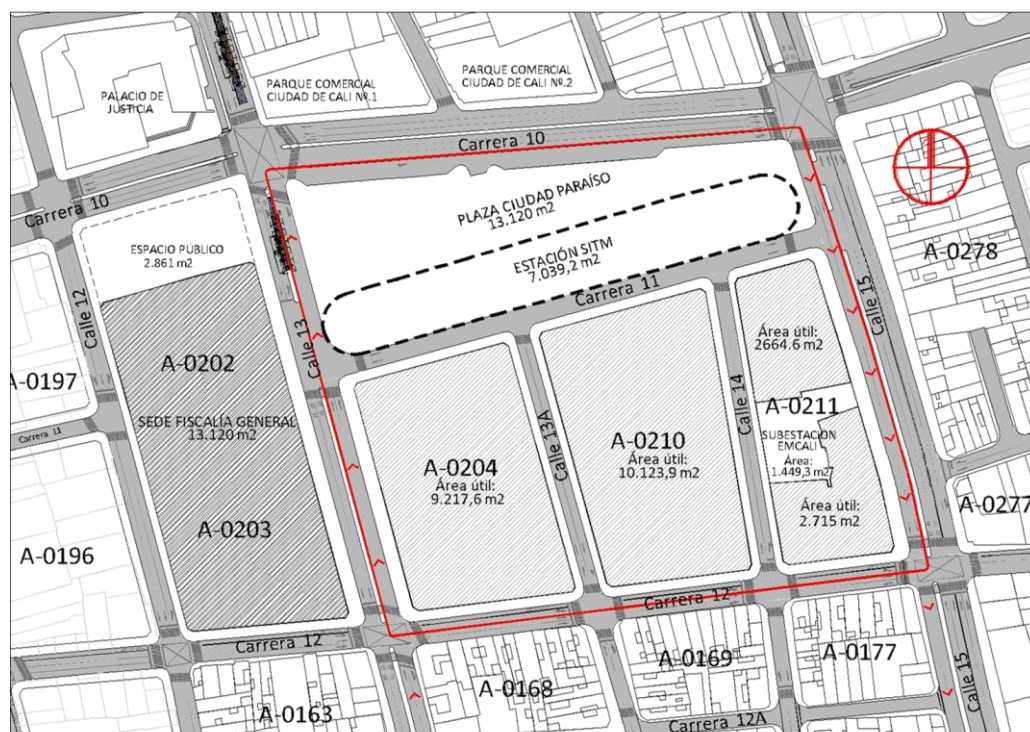 PALACIO DE
JUSTICIA
PARQUE COMERCIAL
CIUDAD DE CALI Nº.1
PARQUE COMERCIAL
CIUDAD DE CALI Nº.2
Carrera 10
Carrera 10
PLAZA CIUDAD PARAÍSO
13.120 m2
ESTACIÓN SITM
7.039,2 m2
Carrera 11
ESPACIO PÚBLICO
2.861 m2
Calle 12
Calle 13
Calle 15
A-0278
A-0197
Carrera 11
A-0202
SEDE FISCALÍA GENERAL
13.120 m2
A-0203
A-0196
A-0204
Área útil:
9.217,6 m2
Calle 13A
A-0210
Área útil:
10.123,9 m2
Calle 14
Área útil:
2664.6 m2
A-0211
SUBESTACIÓN
EMCALI
Área:
1.449,3 m2
Área útil:
2.715 m2
A-0277
Carrera 12
Carrera 12
A-0163
A-0168
A-0169
A-0177
Calle 15
Carrera 12A